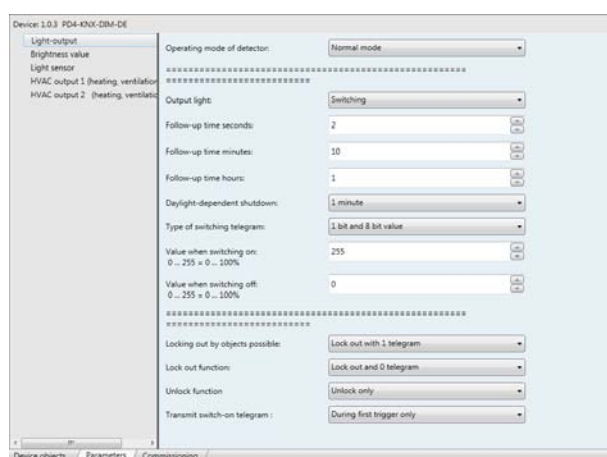 Device: 1.0.3 PD4-KNX-DIM-DE
Light-output
Brightness value
Light sensor
HVAC output 1 (heating, ventilation
HVAC output 2 (heating, ventilatic
Operating mode of detector: Normal mode
=====================================================
==========================
Output light: Switching
Follow-up time seconds: 2
Follow-up time minutes: 10
Follow-up time hours: 1
Daylight-dependent shutdown: 1 minute
Type of switching telegram: 1 bit and 8 bit value
Value when switching on: 255
0 ... 255 = 0 ... 100%
Value when switching off: 0
0 ... 255 = 0 ... 100%
=====================================================
==========================
Locking out by objects possible: Lock out with 1 telegram
Lock out function: Lock out and 0 telegram
Unlock function Unlock only
Transmit switch-on telegram : During first trigger only
Device objects Parameters Commissioning